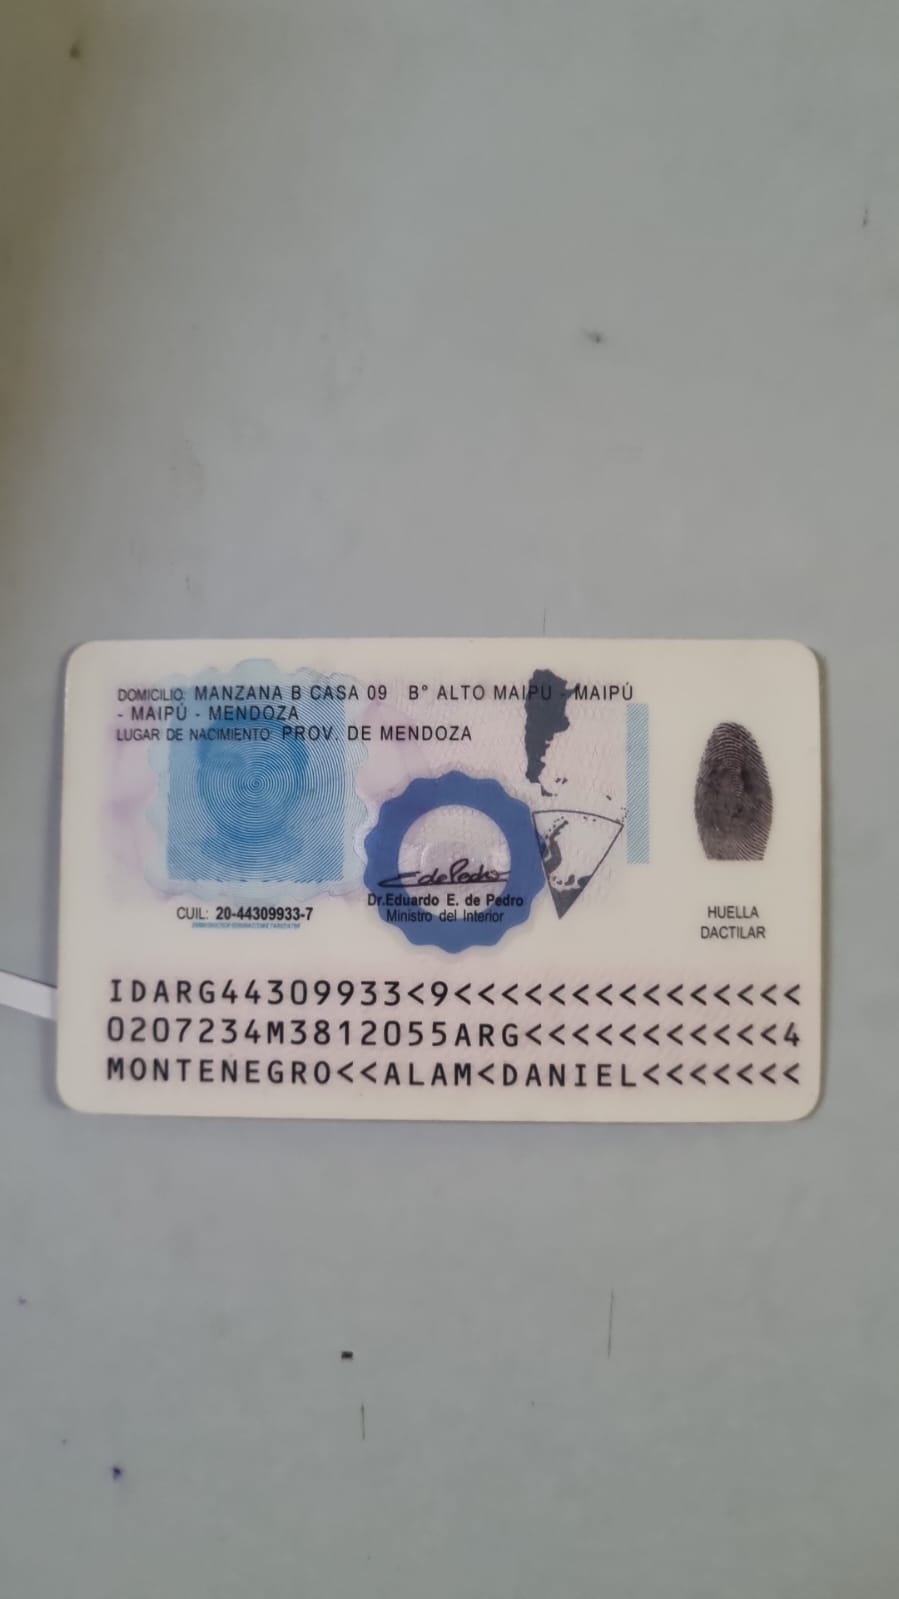 DOMICILIO: MANZANA B CASA 09 B° ALTO MAIPÚ - MAIPÚ
- MAIPÚ - MENDOZA
LUGAR DE NACIMIENTO: PROV. DE MENDOZA
Dr.Eduardo E. de Pedro
Ministro del Interior
CUIL: 20-44309933-7
HUELLA
DACTILAR
IDARG44309933<9<<<<<<<<<<<<<<<
0207234M3812055ARG<<<<<<<<<<<4
MONTENEGRO<<ALAM<DANIEL<<<<<<<